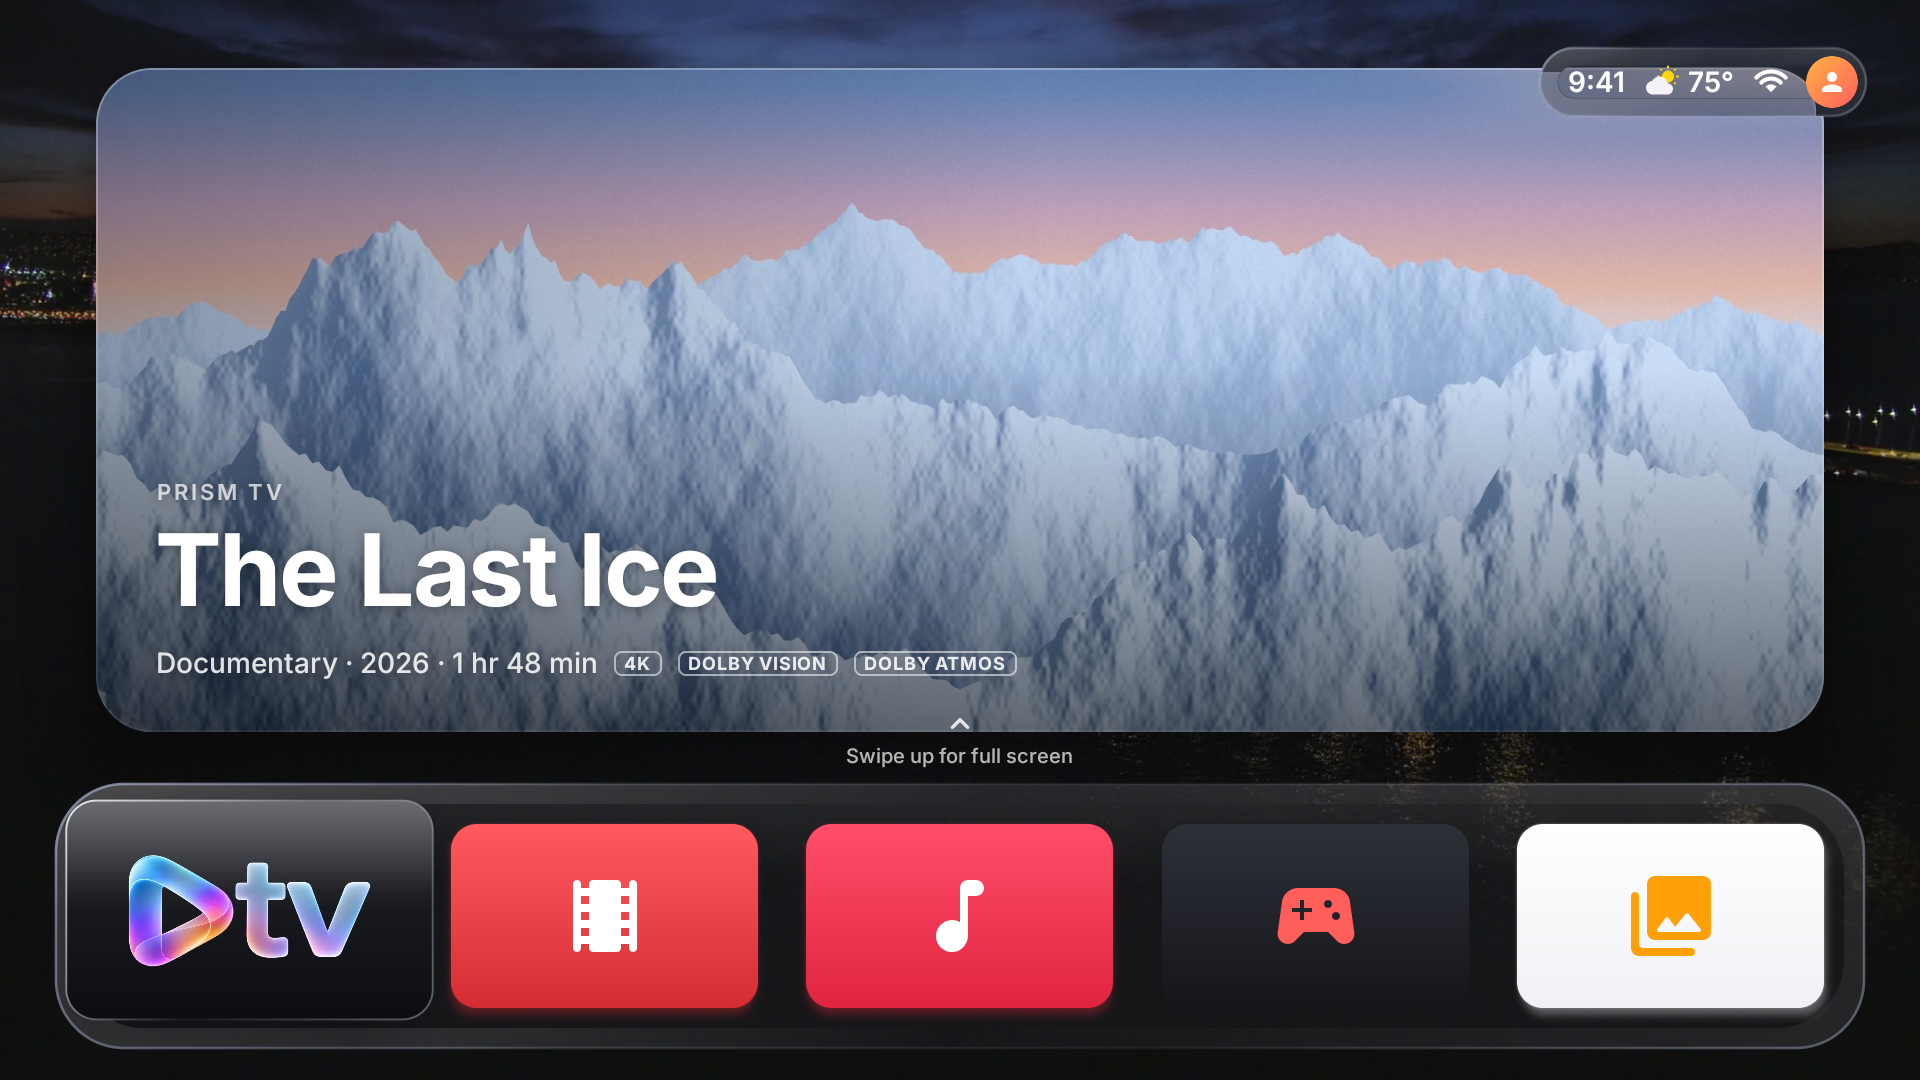 9:41 75°
PRISM TV
The Last Ice
Documentary · 2026 · 1 hr 48 min 4K DOLBY VISION DOLBY ATMOS
Swipe up for full screen
tv